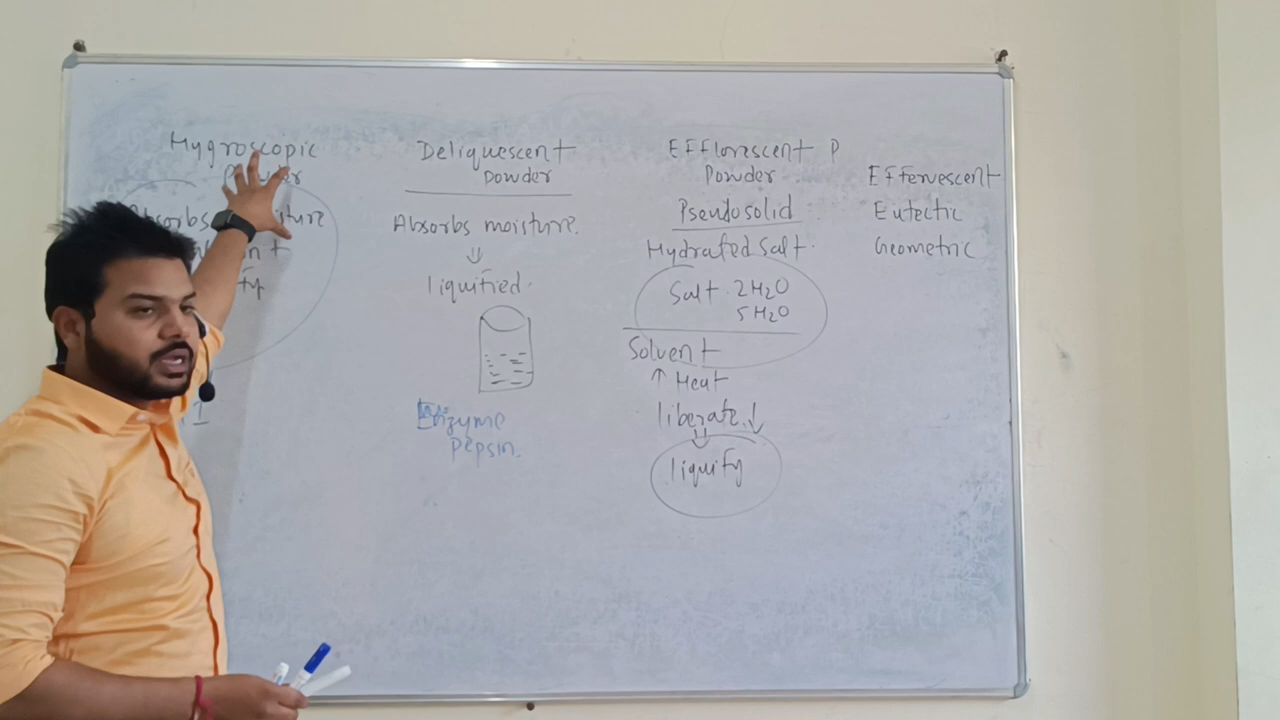 Hygroscopic
Absorbs
Deliquescent
Powder
Absorbs moisture.
⇓
liquified.
Enzyme
Pepsin.
Efflorescent P
Powder
Pseudosolid
Hydrated Salt.
Salt. 2H₂O
5H₂O
Solvent
↑ Heat
liberate ↓
⇓
liquify
Effervescent
Eutectic
Geometric